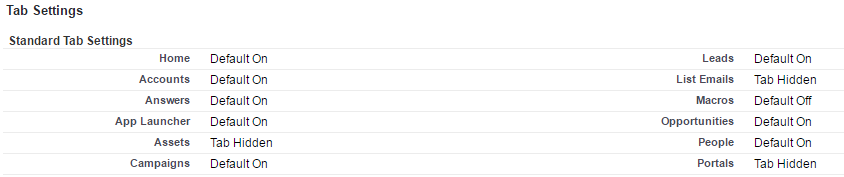 Tab Settings
Standard Tab Settings
Home Default On Leads Default On
Accounts Default On List Emails Tab Hidden
Answers Default On Macros Default Off
App Launcher Default On Opportunities Default On
Assets Tab Hidden People Default On
Campaigns Default On Portals Tab Hidden